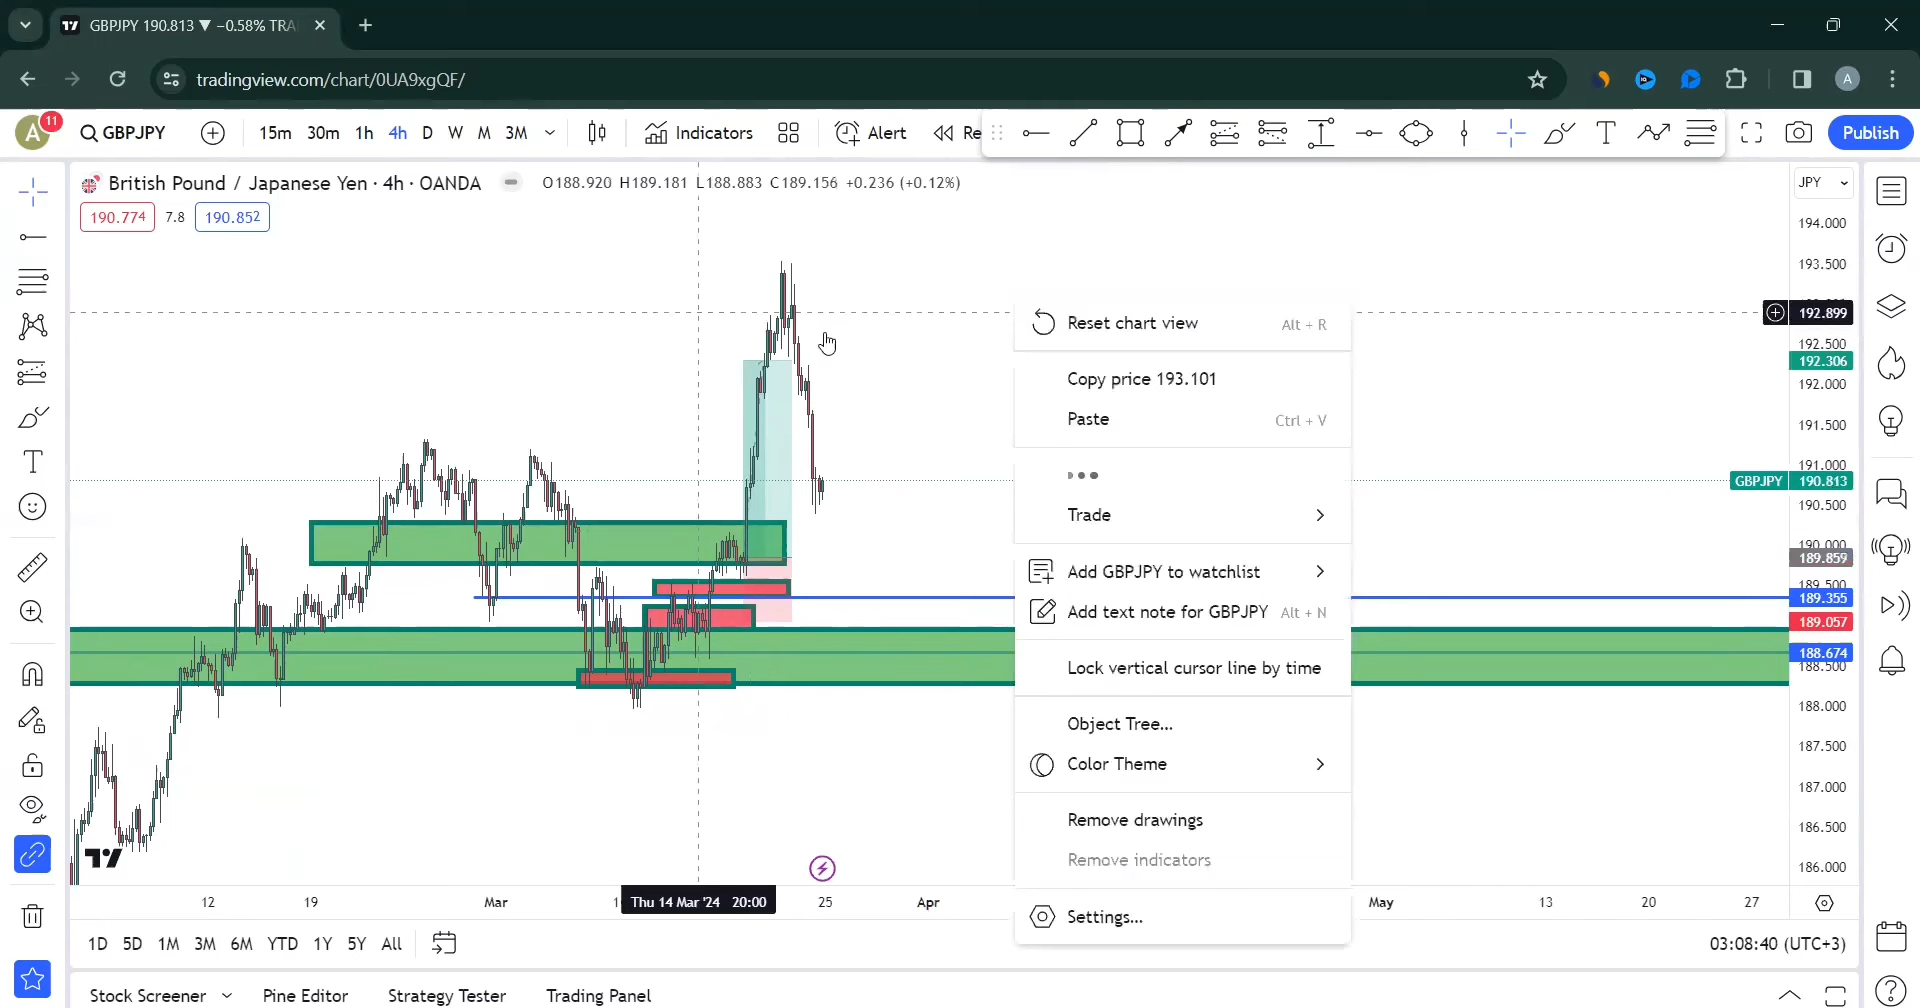 GBPJPY 190.813 ▼ −0.58% TRA
tradingview.com/chart/0UA9xgQF/
A
A
11
GBPJPY
15m 30m 1h 4h D W M 3M
Indicators
Alert
Re
Publish
British Pound / Japanese Yen · 4h · OANDA
O188.920 H189.181 L188.883 C189.156 +0.236 (+0.12%)
JPY
190.774 7.8 190.852
194.000
193.500
192.899
192.500
192.306
192.000
191.500
191.000
GBPJPY 190.813
190.500
190.000
189.859
189.500
189.355
189.057
188.674
188.500
188.000
187.500
187.000
186.500
186.000
Reset chart view Alt + R
Copy price 193.101
Paste Ctrl + V
Trade
Add GBPJPY to watchlist
Add text note for GBPJPY Alt + N
Lock vertical cursor line by time
Object Tree...
Color Theme
Remove drawings
Remove indicators
Settings...
12 19 Mar 1 Thu 14 Mar '24 20:00 25 Apr May 13 20 27
1D 5D 1M 3M 6M YTD 1Y 5Y All
03:08:40 (UTC+3)
Stock Screener Pine Editor Strategy Tester Trading Panel